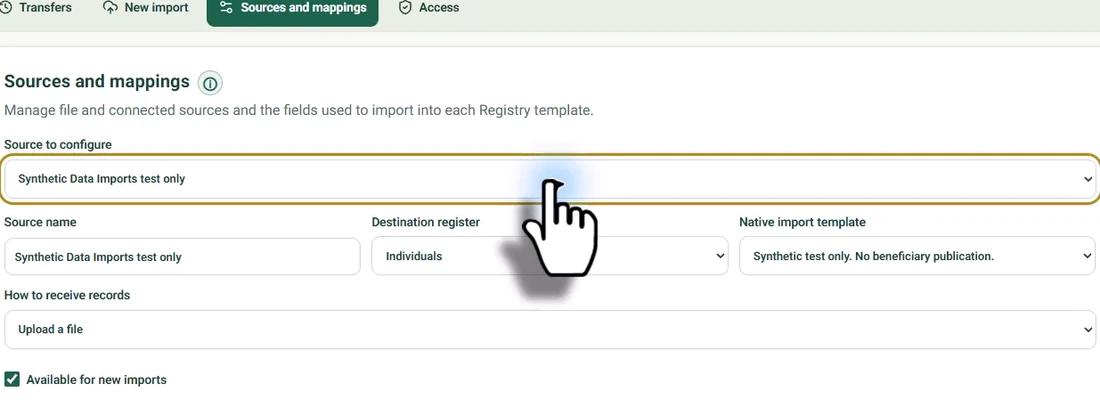 Transfers New import Sources and mappings Access
Sources and mappings
Manage file and connected sources and the fields used to import into each Registry template.
Source to configure
Synthetic Data Imports test only
Source name Destination register Native import template
Synthetic Data Imports test only Individuals Synthetic test only. No beneficiary publication.
How to receive records
Upload a file
Available for new imports